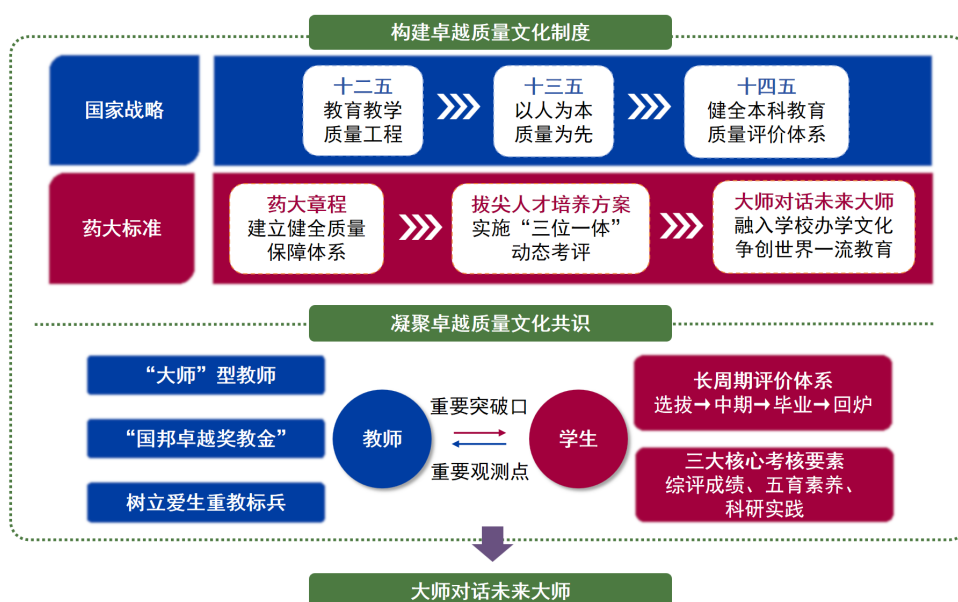 构建卓越质量文化制度
国家战略
十二五
教育教学
质量工程
十三五
以人为本
质量为先
十四五
健全本科教育
质量评价体系
药大标准
药大章程
建立健全质量
保障体系
拔尖人才培养方案
实施“三位一体”
动态考评
大师对话未来大师
融入学校办学文化
争创世界一流教育
凝聚卓越质量文化共识
“大师”型教师
“国邦卓越奖教金”
树立爱生重教标兵
教师
重要突破口
重要观测点
学生
长周期评价体系
选拔→中期→毕业→回炉
三大核心考核要素
综评成绩、五育素养、
科研实践
大师对话未来大师